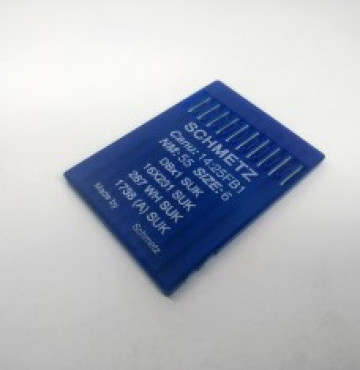 SCHMETZ
Canu: 14:25FB1
NM: 55 SIZE: 6
DBx1 SUK
16X231 SUK
287 WH SUK
1738 (A) SUK
Made by Schmetz